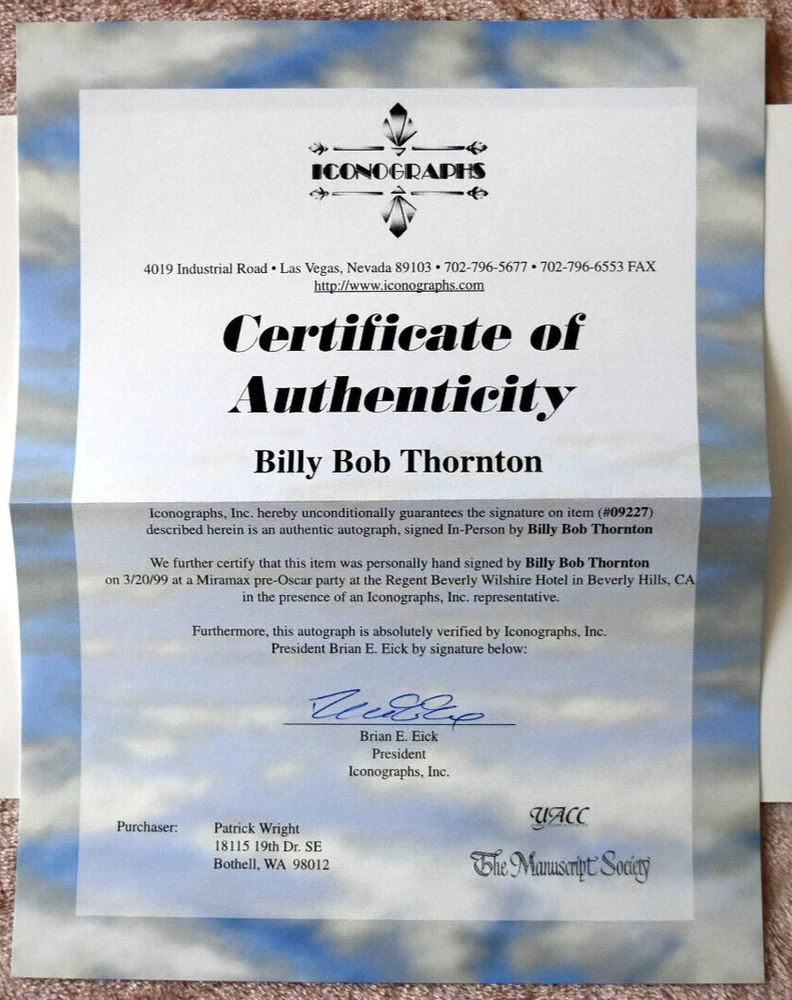 ICONOGRAPHS
4019 Industrial Road • Las Vegas, Nevada 89103 • 702-796-5677 • 702-796-6553 FAX
http://www.iconographs.com
Certificate of
Authenticity
Billy Bob Thornton
Iconographs, Inc. hereby unconditionally guarantees the signature on item (#09227)
described herein is an authentic autograph, signed In-Person by Billy Bob Thornton
We further certify that this item was personally hand signed by Billy Bob Thornton
on 3/20/99 at a Miramax pre-Oscar party at the Regent Beverly Wilshire Hotel in Beverly Hills, CA
in the presence of an Iconographs, Inc. representative.
Furthermore, this autograph is absolutely verified by Iconographs, Inc.
President Brian E. Eick by signature below:
Brian E. Eick
President
Iconographs, Inc.
Purchaser: Patrick Wright
18115 19th Dr. SE
Bothell, WA 98012
UACC
The Manuscript Society